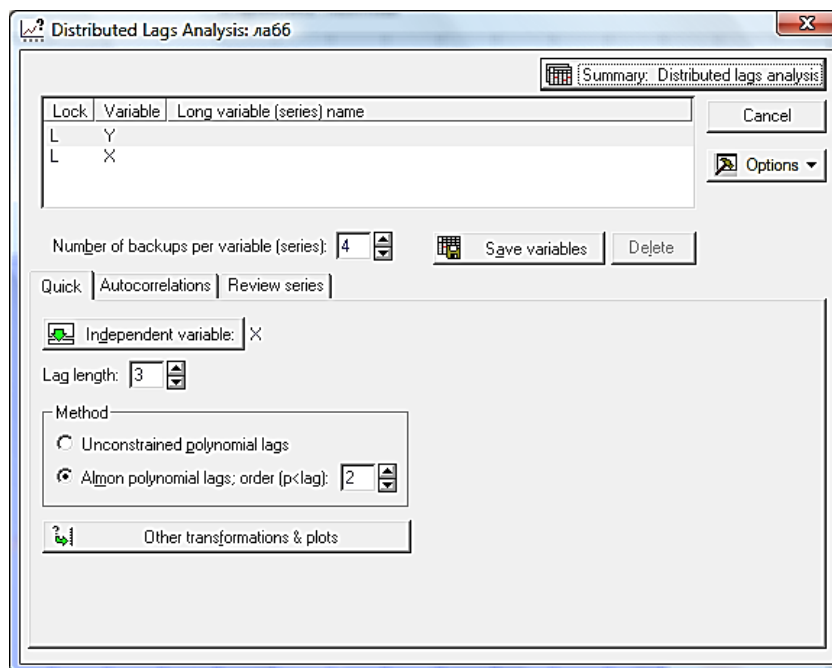 Distributed Lags Analysis: лабб
Summary: Distributed lags analysis
Lock Variable Long variable (series) name
L Y
L X
Cancel
Options
Number of backups per variable (series): 4 Save variables Delete
Quick Autocorrelations Review series
Independent variable: X
Lag length: 3
Method
Unconstrained polynomial lags
Almon polynomial lags; order (p<lag): 2
Other transformations & plots